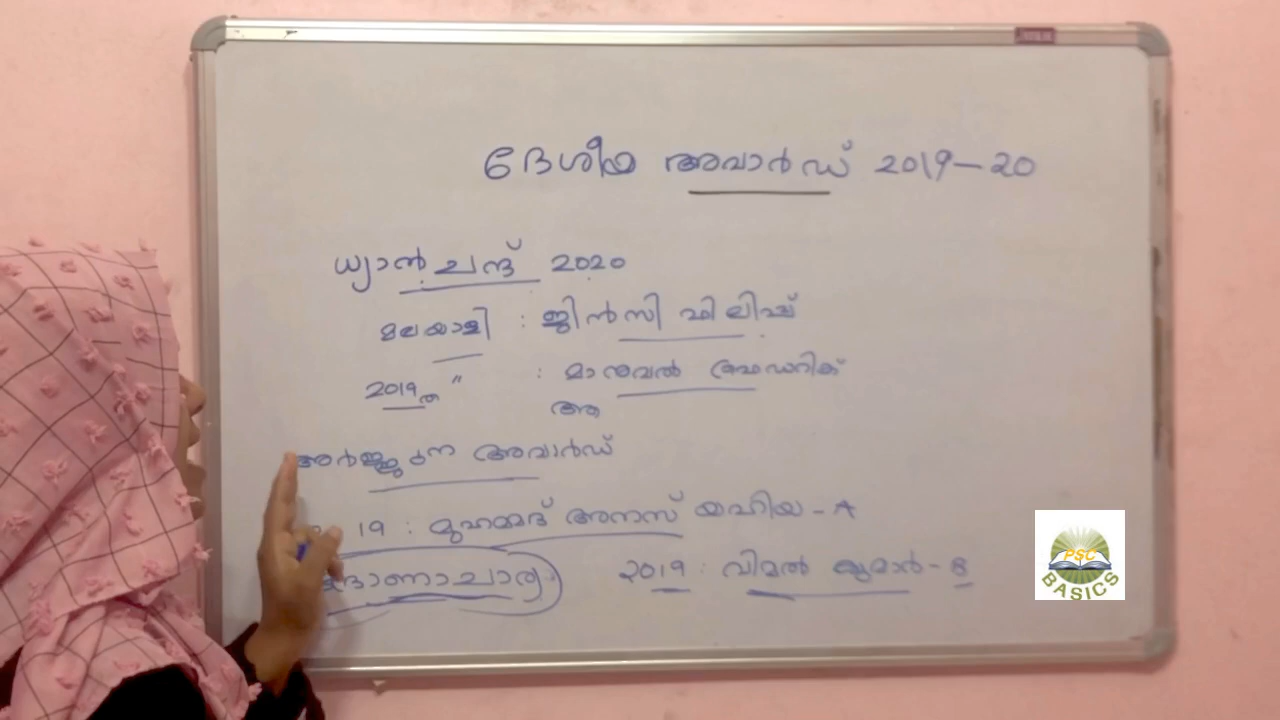 ദേശീയ അവാർഡ് 2019-20
ധ്യാൻ ചന്ദ് 2020
മലയാളി : ജിൻസി ഫിലിപ്പ്
2019ൽ " : മാനുവൽ ഫ്രെഡറിക്
അർജ്ജുന അവാർഡ്
19 : മുഹമ്മദ് അനസ് യഹിയ - A
ദ്രോണാചാര്യ 2019 : വിമൽ കുമാർ - B
PSC
BASICS